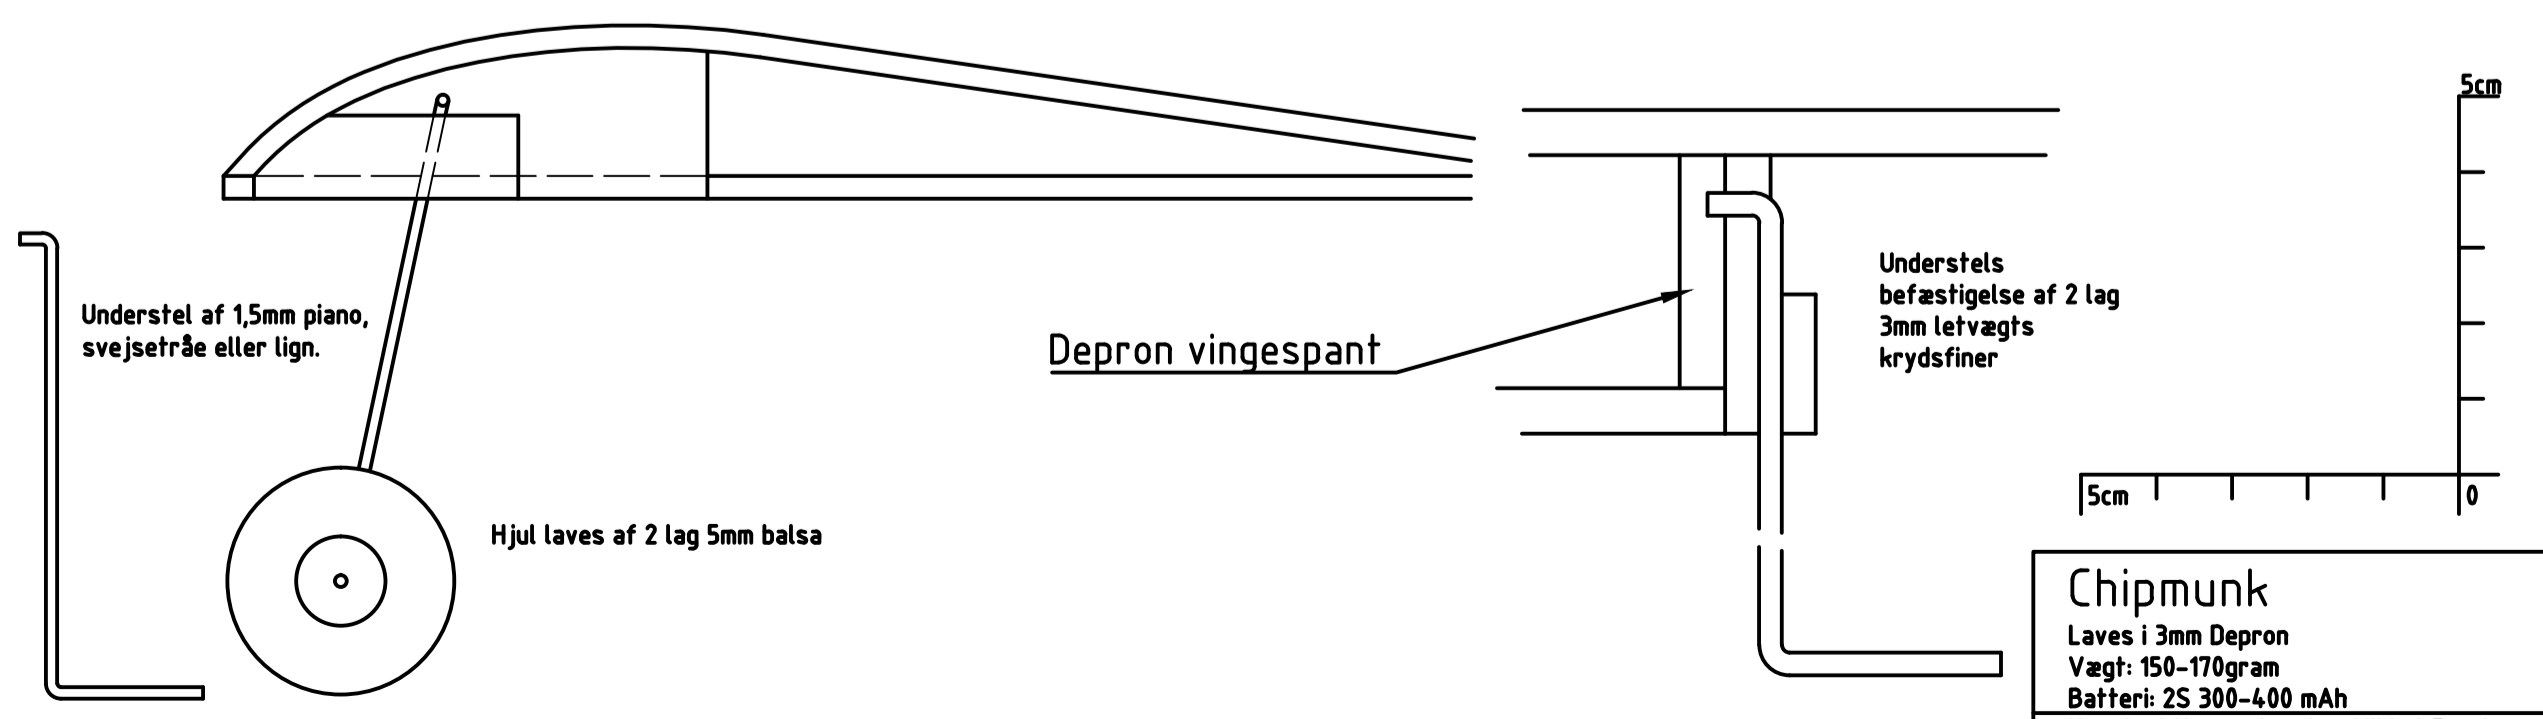 5cm
Understels
befæstigelse af 2 lag
3mm letvægts
krydsfiner
Understel af 1,5mm piano,
svejsetråe eller lign.
Depron vingespant
5cm
0
Hjul laves af 2 lag 5mm balsa
Chipmunk
Laves i 3mm Depron
Vægt: 150-170gram
Batteri: 2S 300-400 mAh